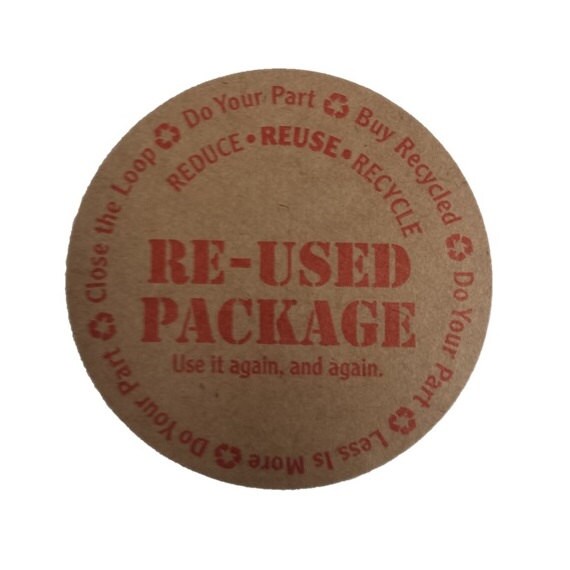 Do Your Part
Buy Recycled
Do Your Part
Less Is More
Do Your Part
Close the Loop
REDUCE • REUSE • RECYCLE
RE-USED
PACKAGE
Use it again, and again.